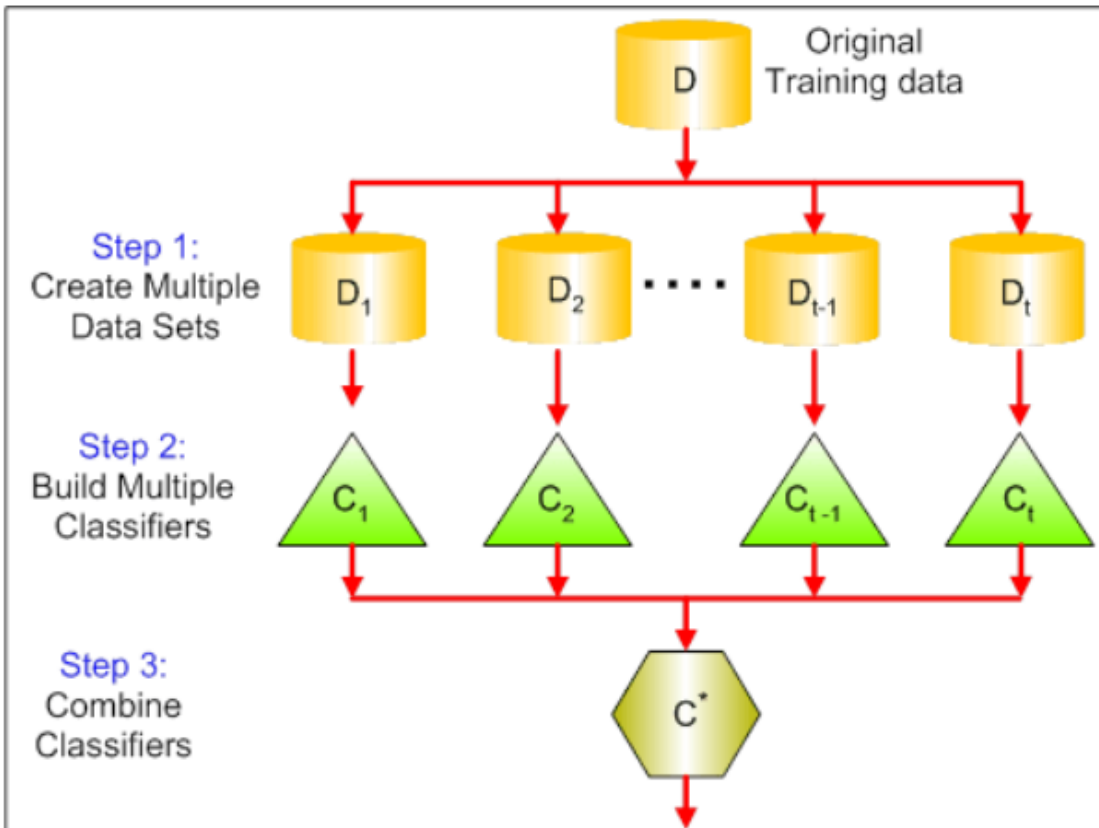 Original
Training data
D
Step 1:
Create Multiple
Data Sets
D₁
D₂
....
Dₜ₋₁
Dₜ
Step 2:
Build Multiple
Classifiers
C₁
C₂
Cₜ₋₁
Cₜ
Step 3:
Combine
Classifiers
C*